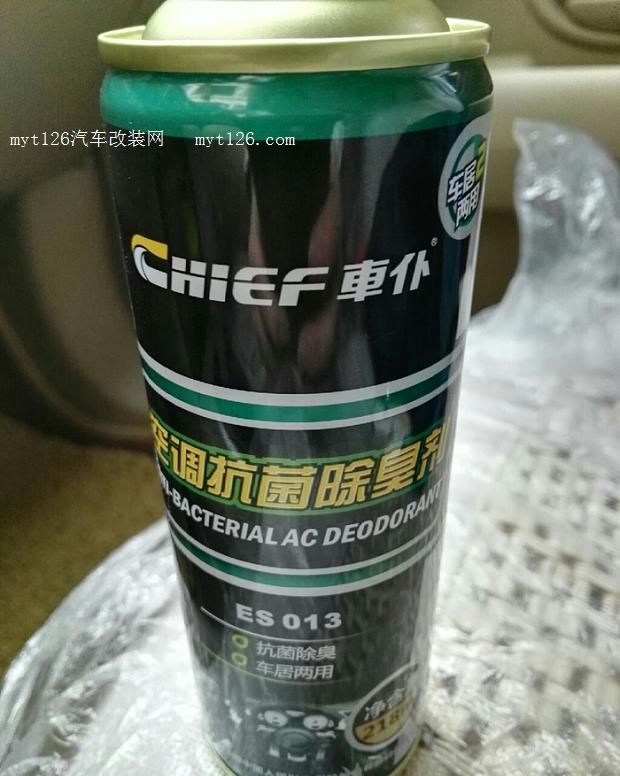 myt126汽车改装网 myt126.com
车居
两用
CHIEF 車仆®
空调抗菌除臭剂
-BACTERIAL AC DEODORANT
ES 013
抗菌除臭
车居两用
净含
218